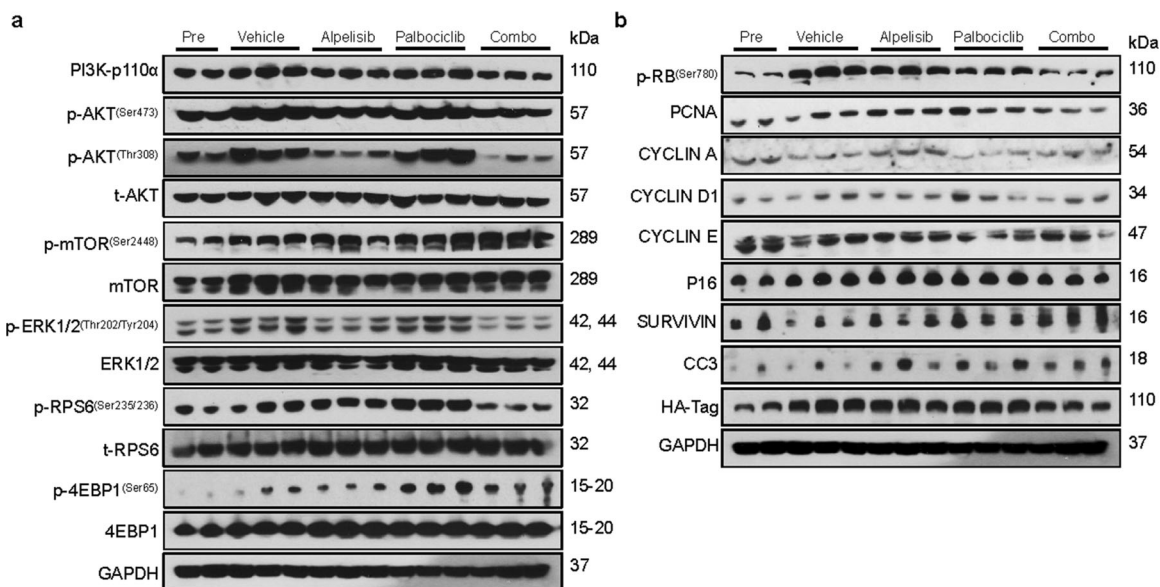 a
Pre Vehicle Alpelisib Palbociclib Combo kDa
PI3K-p110α 110
p-AKT(Ser473) 57
p-AKT(Thr308) 57
t-AKT 57
p-mTOR(Ser2448) 289
mTOR 289
p-ERK1/2(Thr202/Tyr204) 42, 44
ERK1/2 42, 44
p-RPS6(Ser235/236) 32
t-RPS6 32
p-4EBP1(Ser65) 15-20
4EBP1 15-20
GAPDH 37
b
Pre Vehicle Alpelisib Palbociclib Combo kDa
p-RB(Ser780) 110
PCNA 36
CYCLIN A 54
CYCLIN D1 34
CYCLIN E 47
P16 16
SURVIVIN 16
CC3 18
HA-Tag 110
GAPDH 37